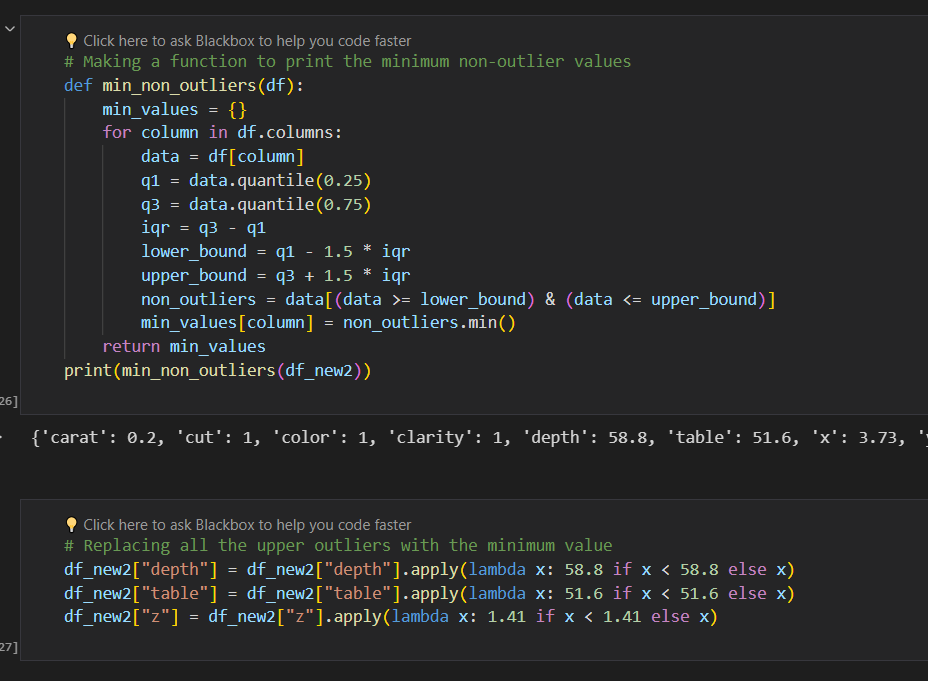 Click here to ask Blackbox to help you code faster
# Making a function to print the minimum non-outlier values
def min_non_outliers(df):
    min_values = {}
    for column in df.columns:
        data = df[column]
        q1 = data.quantile(0.25)
        q3 = data.quantile(0.75)
        iqr = q3 - q1
        lower_bound = q1 - 1.5 * iqr
        upper_bound = q3 + 1.5 * iqr
        non_outliers = data[(data >= lower_bound) & (data <= upper_bound)]
        min_values[column] = non_outliers.min()
    return min_values
print(min_non_outliers(df_new2))
26]
{'carat': 0.2, 'cut': 1, 'color': 1, 'clarity': 1, 'depth': 58.8, 'table': 51.6, 'x': 3.73, '
Click here to ask Blackbox to help you code faster
# Replacing all the upper outliers with the minimum value
df_new2["depth"] = df_new2["depth"].apply(lambda x: 58.8 if x < 58.8 else x)
df_new2["table"] = df_new2["table"].apply(lambda x: 51.6 if x < 51.6 else x)
df_new2["z"] = df_new2["z"].apply(lambda x: 1.41 if x < 1.41 else x)
27]